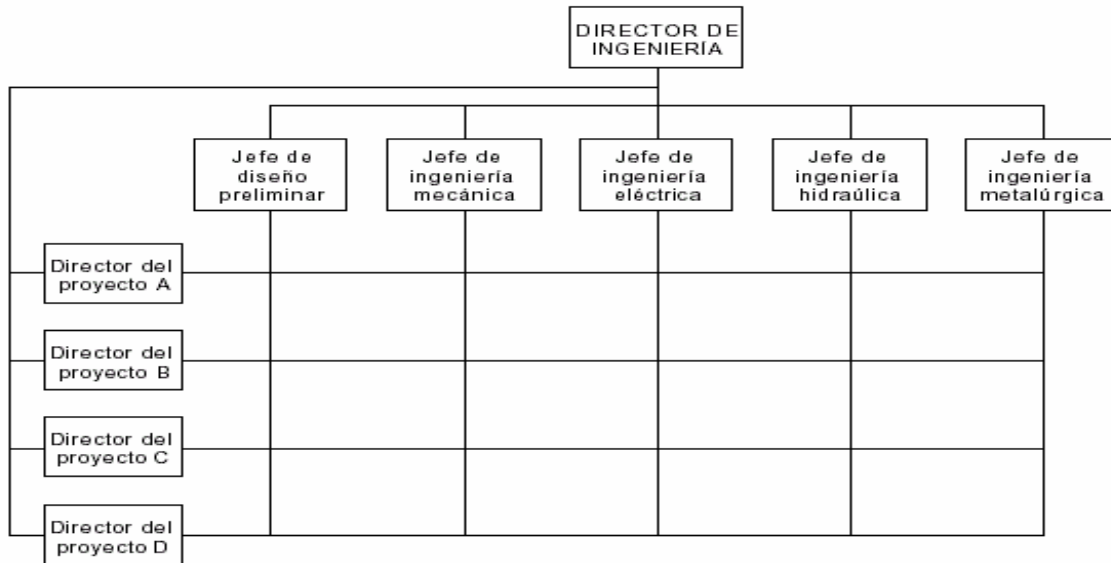 DIRECTOR DE
INGENIERÍA
Jefe de
diseño
preliminar
Jefe de
ingeniería
mecánica
Jefe de
ingeniería
eléctrica
Jefe de
ingeniería
hidraúlica
Jefe de
ingeniería
metalúrgica
Director del
proyecto A
Director del
proyecto B
Director del
proyecto C
Director del
proyecto D